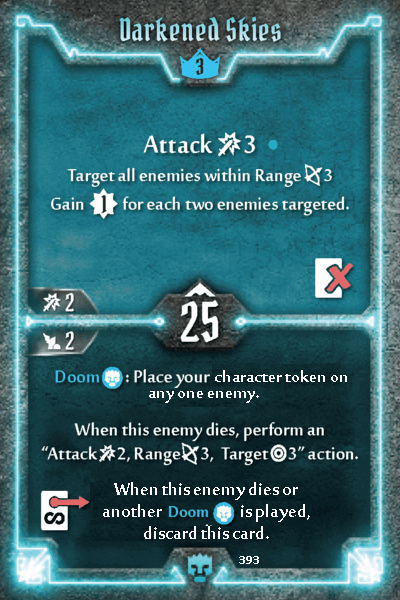 Darkened Skies
3
Attack 3
Target all enemies within Range 3
Gain 1 for each two enemies targeted.
2
25
2
Doom : Place your character token on
any one enemy.
When this enemy dies, perform an
“Attack 2, Range 3, Target 3” action.
When this enemy dies or
another Doom is played,
discard this card.
393